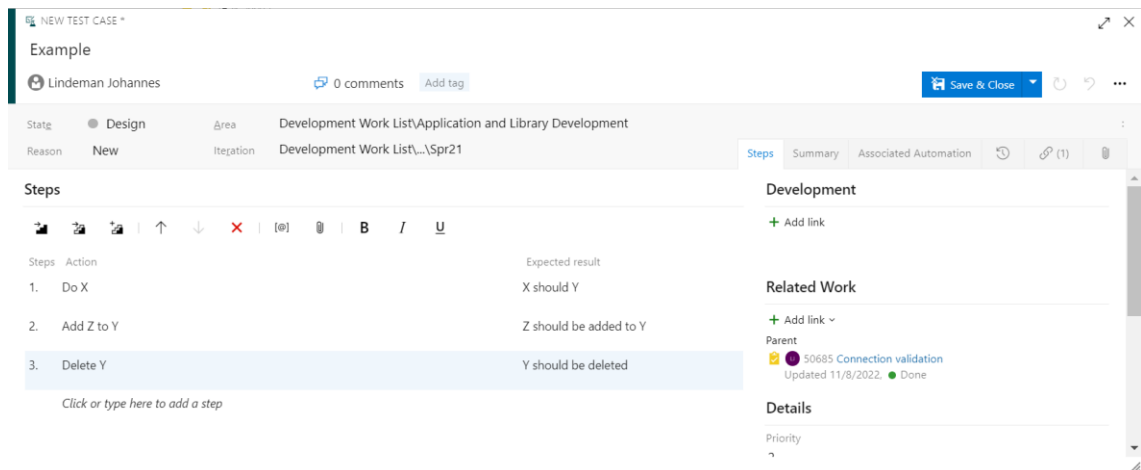 NEW TEST CASE *
Example
Lindeman Johannes 0 comments Add tag Save & Close
State Design Area Development Work List\Application and Library Development
Reason New Iteration Development Work List\...\Spr21
Steps Summary Associated Automation (1)
Steps
[@] B I U
Steps Action Expected result
1. Do X X should Y
2. Add Z to Y Z should be added to Y
3. Delete Y Y should be deleted
Click or type here to add a step
Development
+ Add link
Related Work
+ Add link
Parent
50685 Connection validation
Updated 11/8/2022, Done
Details
Priority